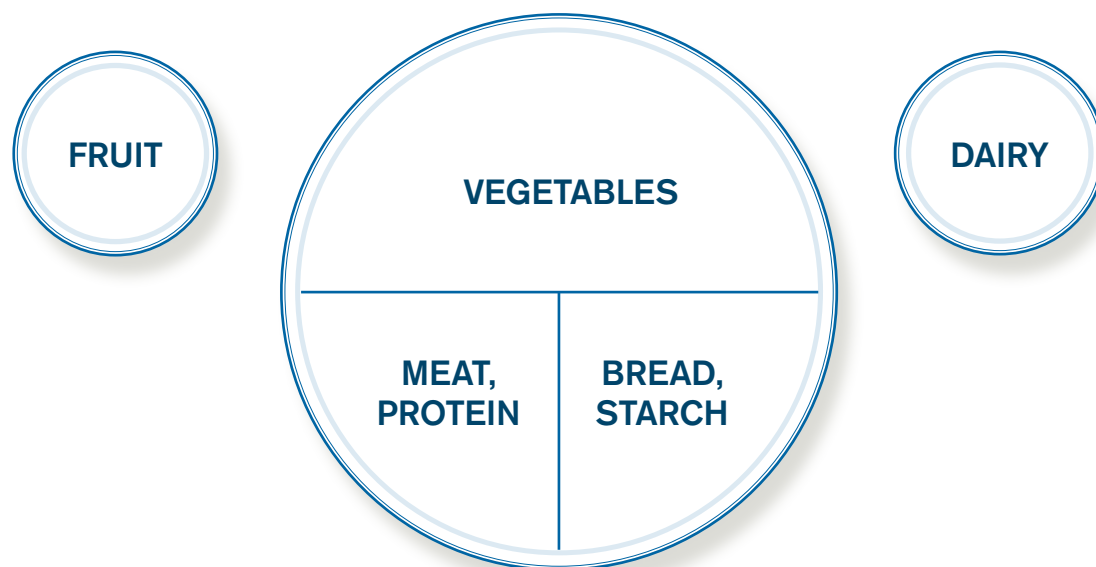 FRUIT
VEGETABLES
DAIRY
MEAT,
PROTEIN
BREAD,
STARCH